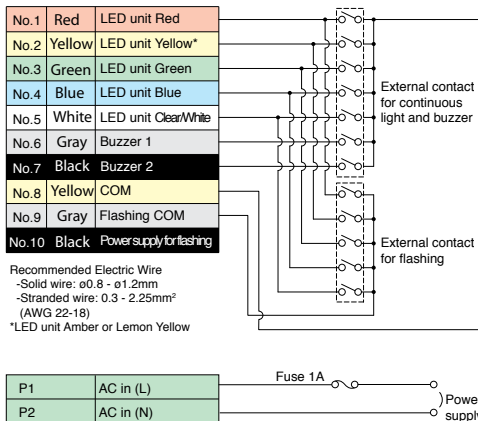 No.1 Red LED unit Red
No.2 Yellow LED unit Yellow*
No.3 Green LED unit Green
No.4 Blue LED unit Blue
No.5 White LED unit Clear/White
No.6 Gray Buzzer 1
No.7 Black Buzzer 2
No.8 Yellow COM
No.9 Gray Flashing COM
No.10 Black Power supply for flashing
External contact
for continuous
light and buzzer
External contact
for flashing
Recommended Electric Wire
-Solid wire: ø0.8 - ø1.2mm
-Stranded wire: 0.3 - 2.25mm²
(AWG 22-18)
*LED unit Amber or Lemon Yellow
P1 AC in (L)
P2 AC in (N)
Fuse 1A